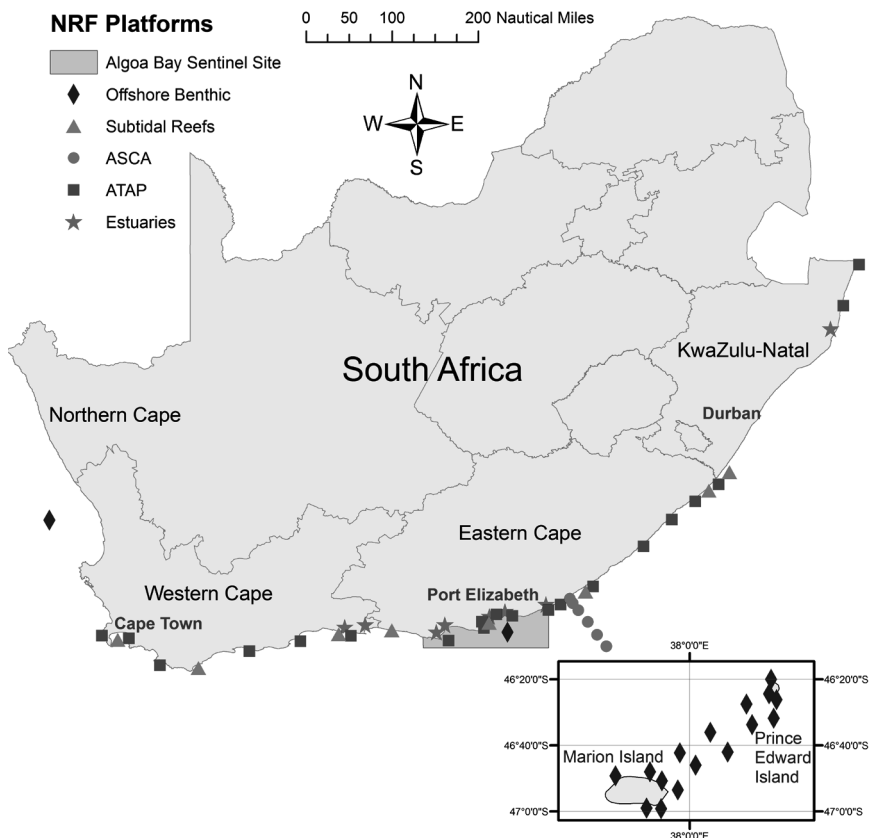 NRF Platforms
0 50 100 200 Nautical Miles
Algoa Bay Sentinel Site
Offshore Benthic
Subtidal Reefs
ASCA
ATAP
Estuaries
N
W E
S
South Africa
KwaZulu-Natal
Durban
Northern Cape
Eastern Cape
Western Cape
Port Elizabeth
Cape Town
38°0'0"E
46°20'0"S 46°20'0"S
Prince
Edward
Island
Marion Island
46°40'0"S 46°40'0"S
47°0'0"S 47°0'0"S
38°0'0"E